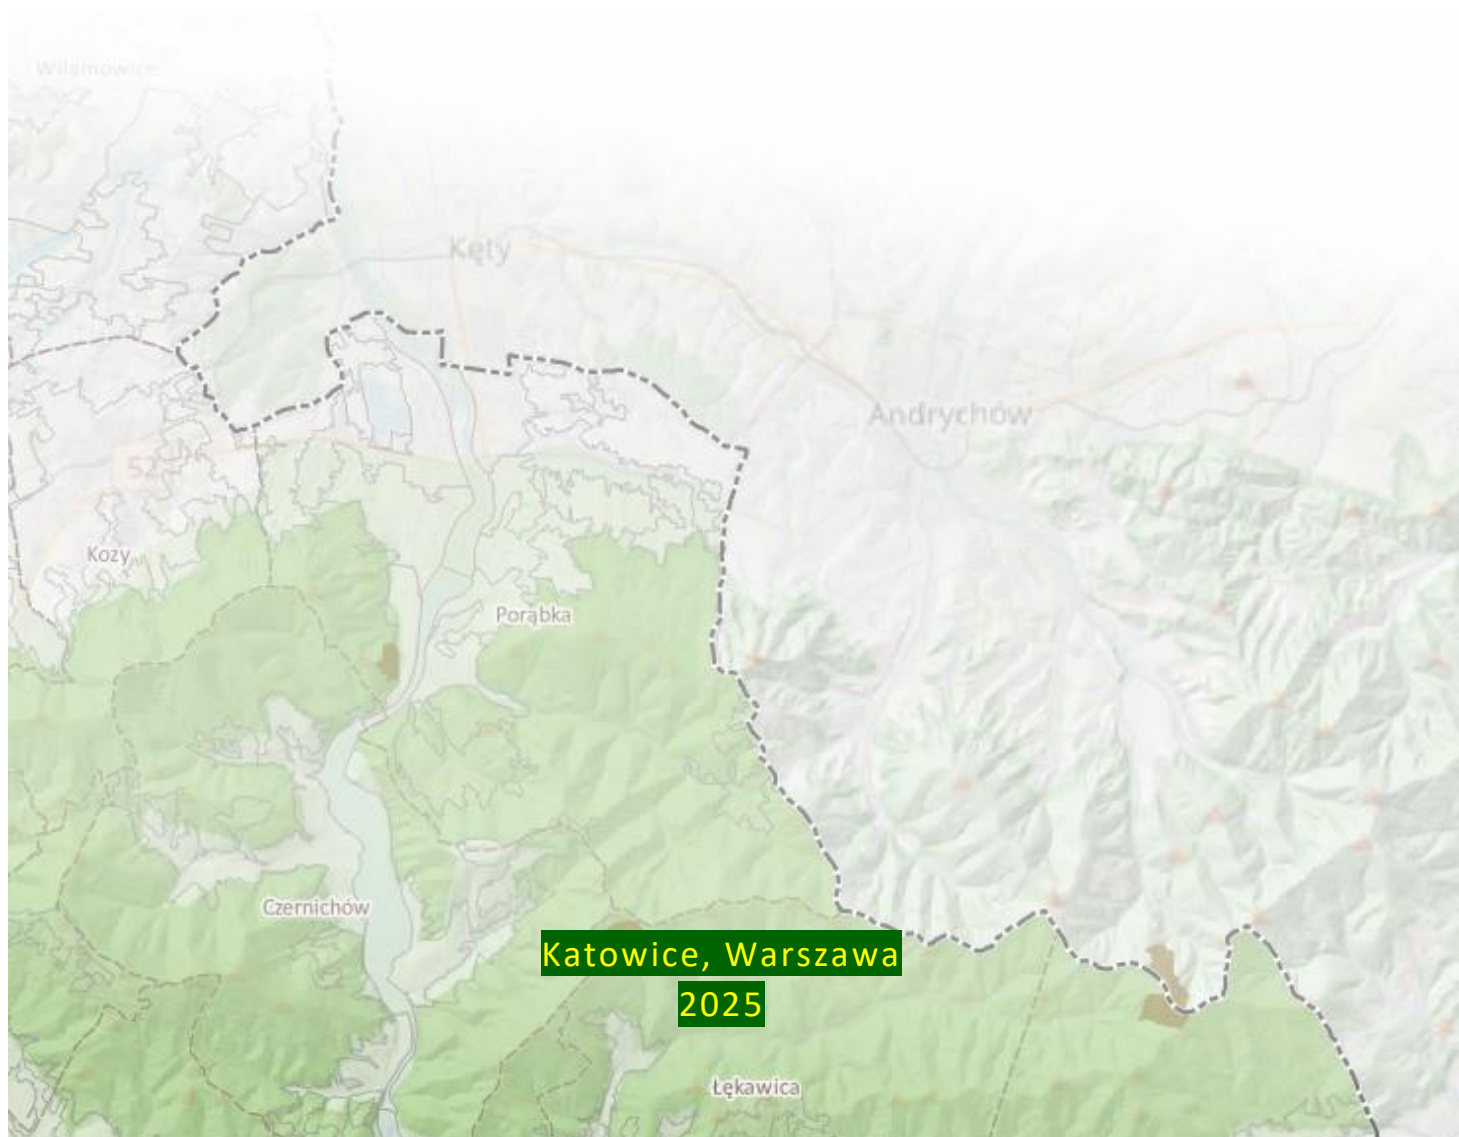 Wilamowice
Kęty
Andrychów
52
Kozy
Porąbka
Czernichów
Katowice, Warszawa
2025
Łękawica